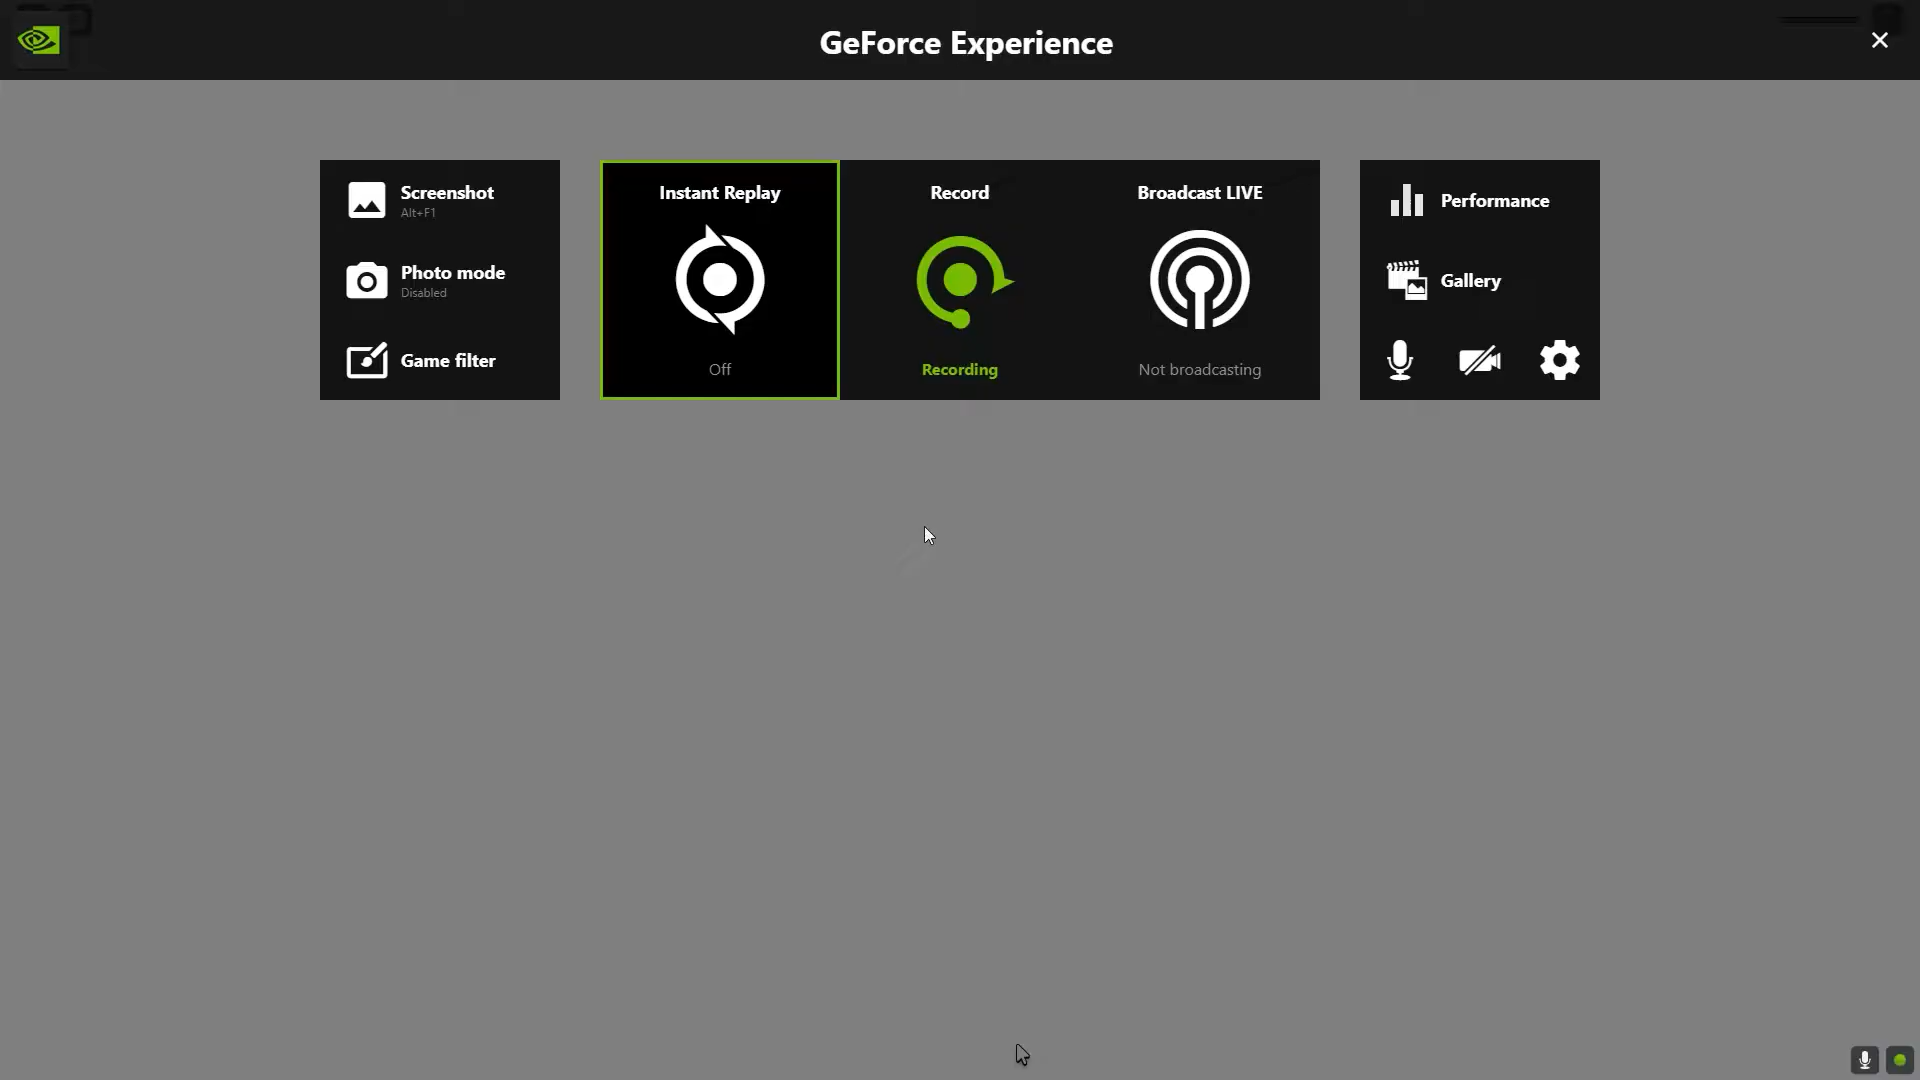 GeForce Experience
Screenshot
Alt+F1
Photo mode
Disabled
Game filter
Instant Replay
Off
Record
Recording
Broadcast LIVE
Not broadcasting
Performance
Gallery